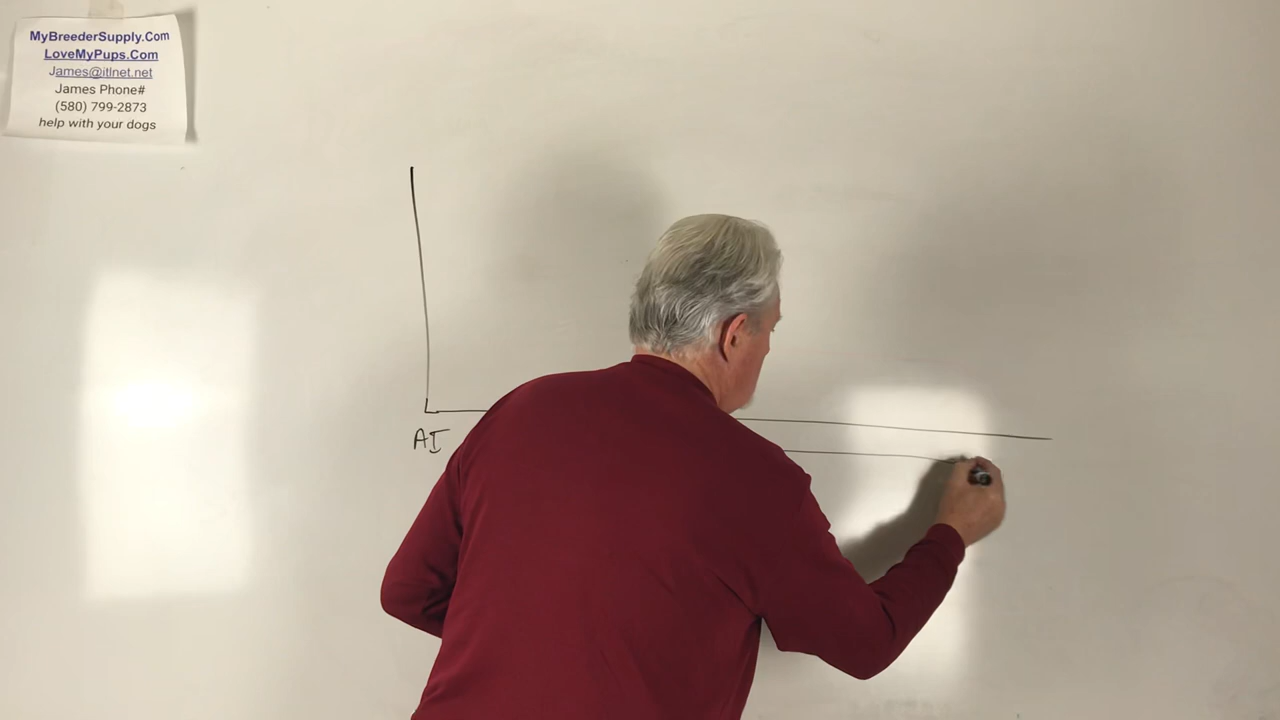 MyBreederSupply.Com
LoveMyPups.Com
James@itlnet.net
James Phone#
(580) 799-2873
help with your dogs
AI